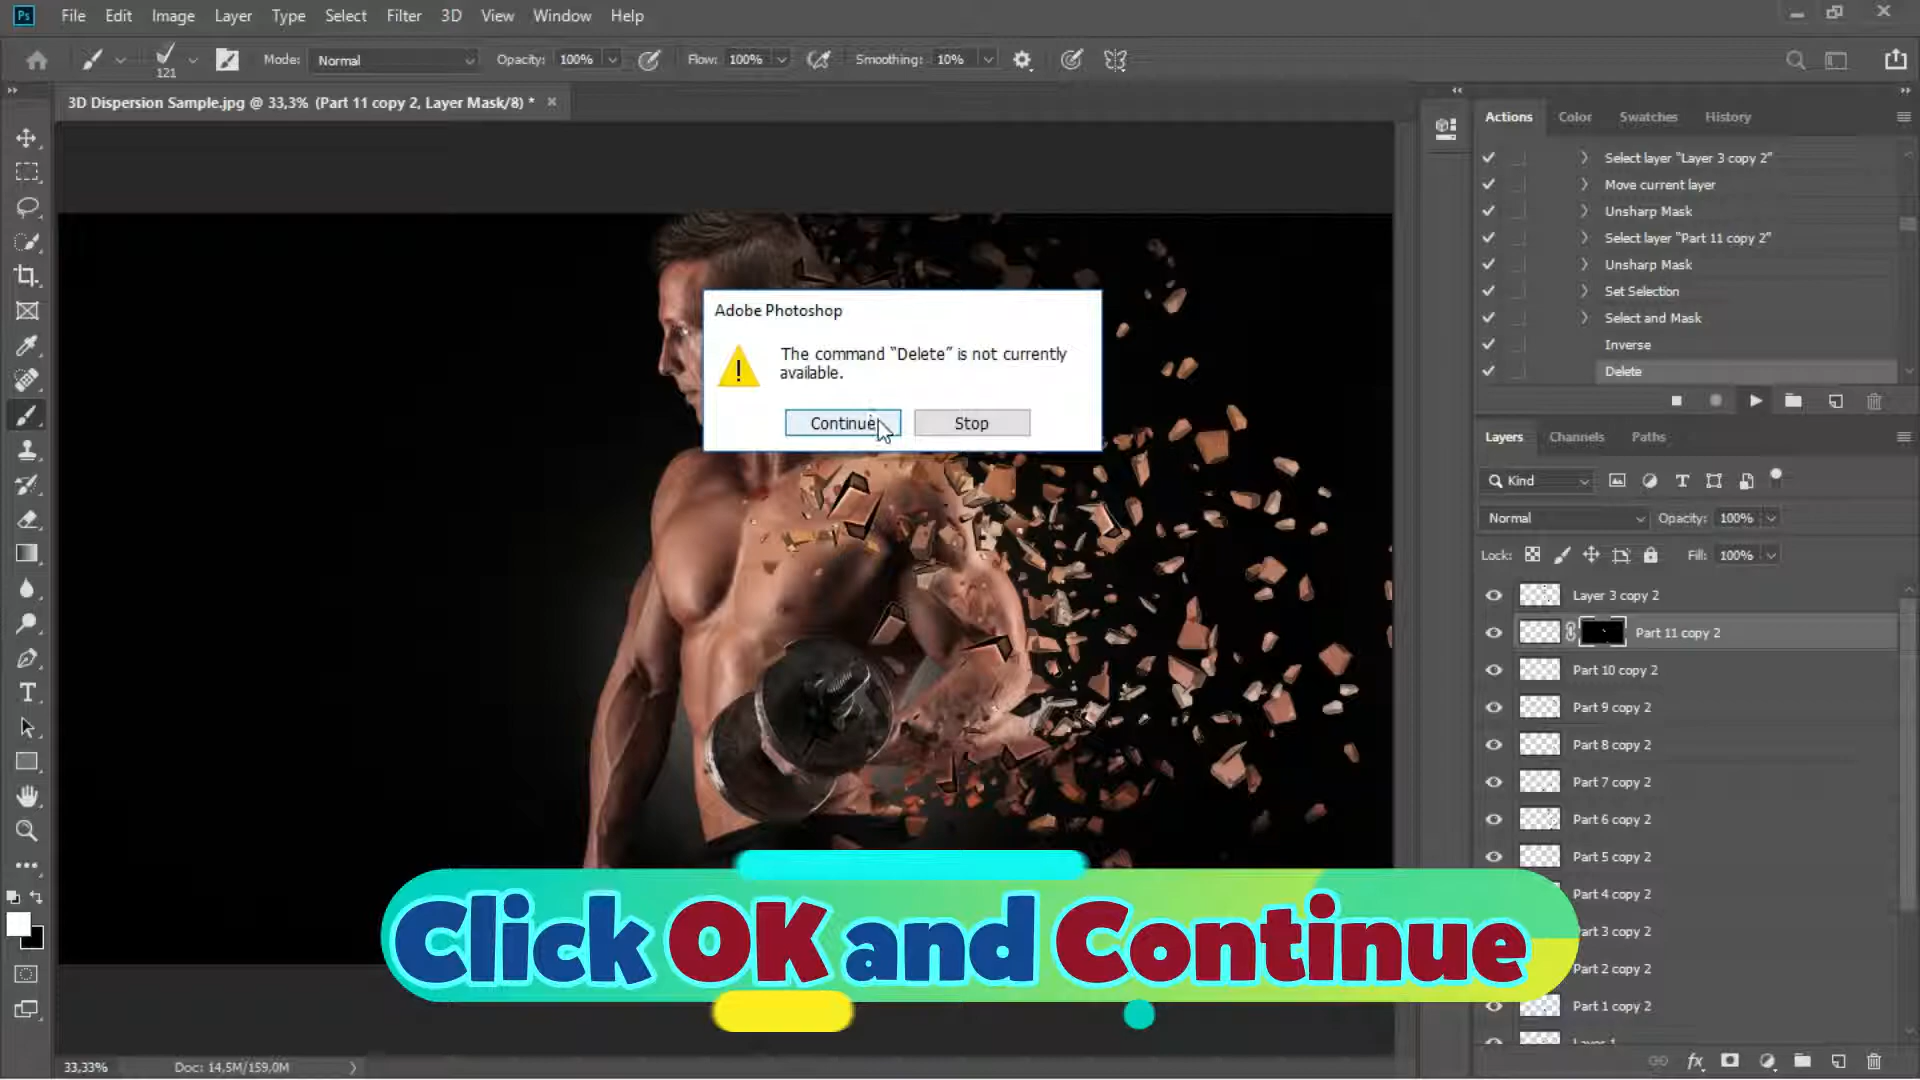 Ps File Edit Image Layer Type Select Filter 3D View Window Help
121 Mode: Normal Opacity: 100% Flow: 100% Smoothing: 10%
3D Dispersion Sample.jpg @ 33,3% (Part 11 copy 2, Layer Mask/8) *
Actions Color Swatches History
Select layer "Layer 3 copy 2"
Move current layer
Unsharp Mask
Select layer "Part 11 copy 2"
Unsharp Mask
Set Selection
Select and Mask
Inverse
Delete
Adobe Photoshop
The command "Delete" is not currently
available.
Continue Stop
Layers Channels Paths
Kind
Normal Opacity: 100%
Lock: Fill: 100%
Layer 3 copy 2
Part 11 copy 2
Part 10 copy 2
Part 9 copy 2
Part 8 copy 2
Part 7 copy 2
Part 6 copy 2
Part 5 copy 2
Part 4 copy 2
art 3 copy 2
Part 2 copy 2
Part 1 copy 2
Layer 1
Click OK and Continue
33,33% Doc: 14,5M/159,0M